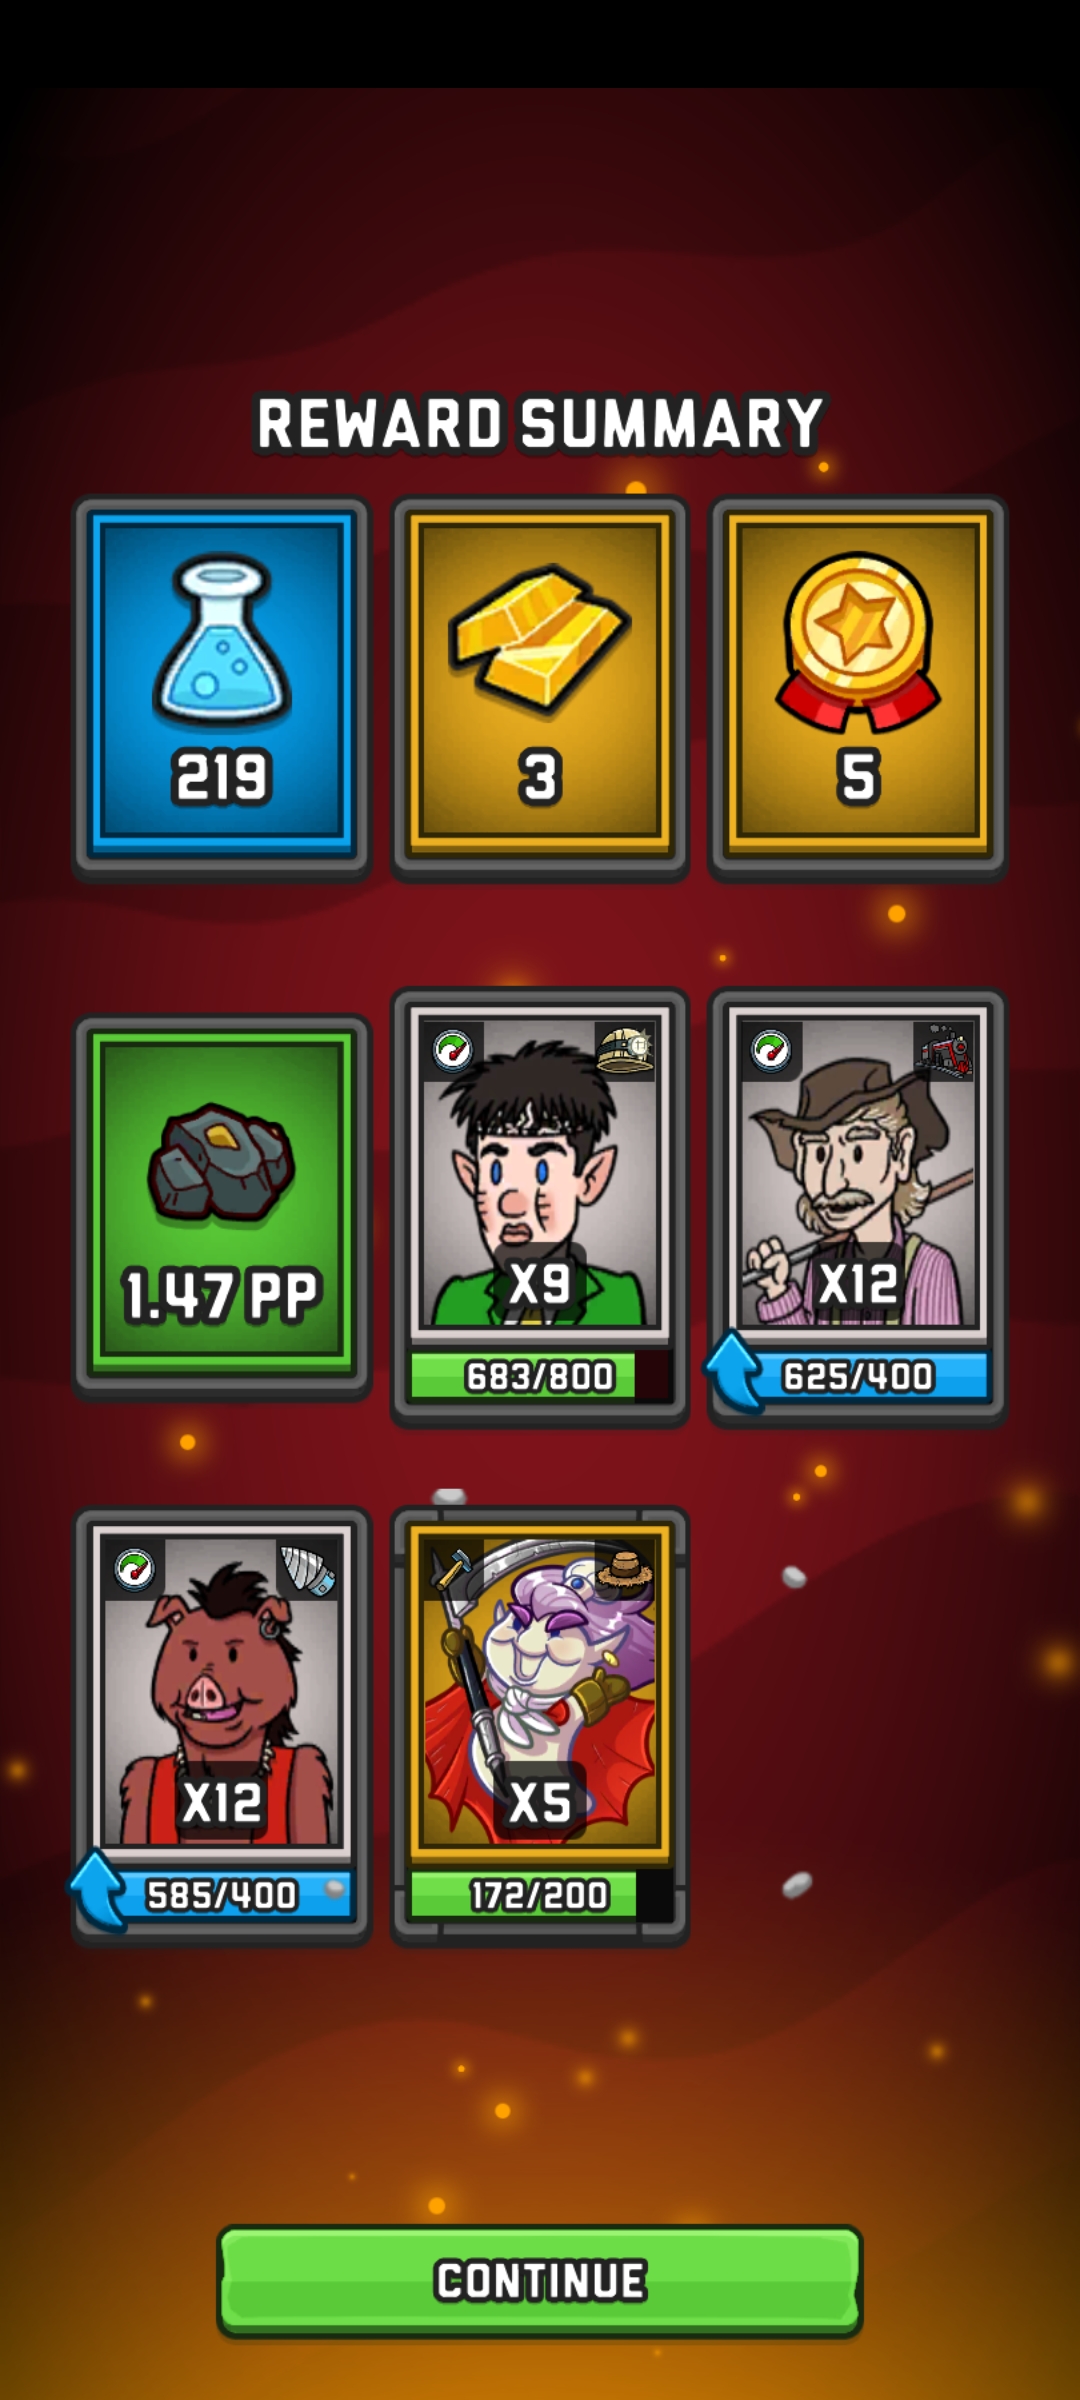 REWARD SUMMARY
219
3
5
1.47 PP
X9
683/800
X12
625/400
X12
585/400
X5
172/200
CONTINUE